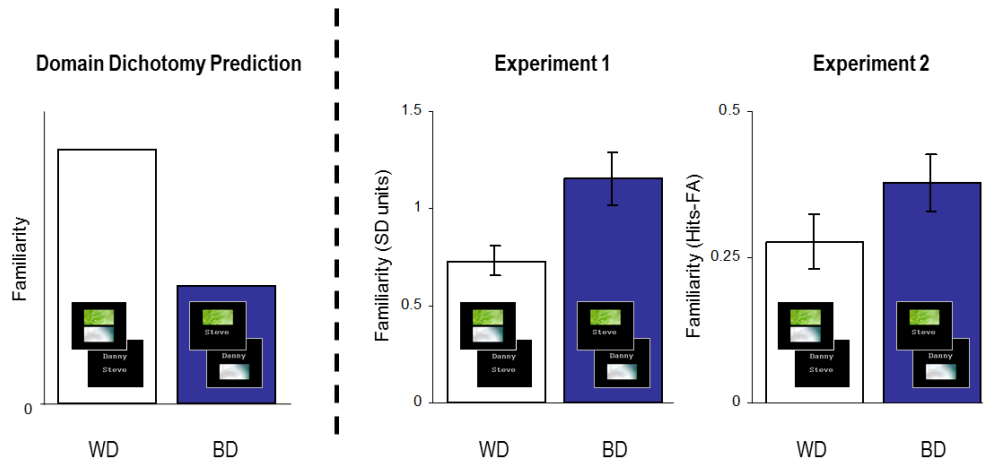 Domain Dichotomy Prediction
Familiarity
0
Danny
Steve
Steve
Danny
WD
BD
Experiment 1
Familiarity (SD units)
1.5
1
0.5
0
Danny
Steve
Steve
Danny
WD
BD
Experiment 2
Familiarity (Hits-FA)
0.5
0.25
0
Danny
Steve
Steve
Danny
WD
BD